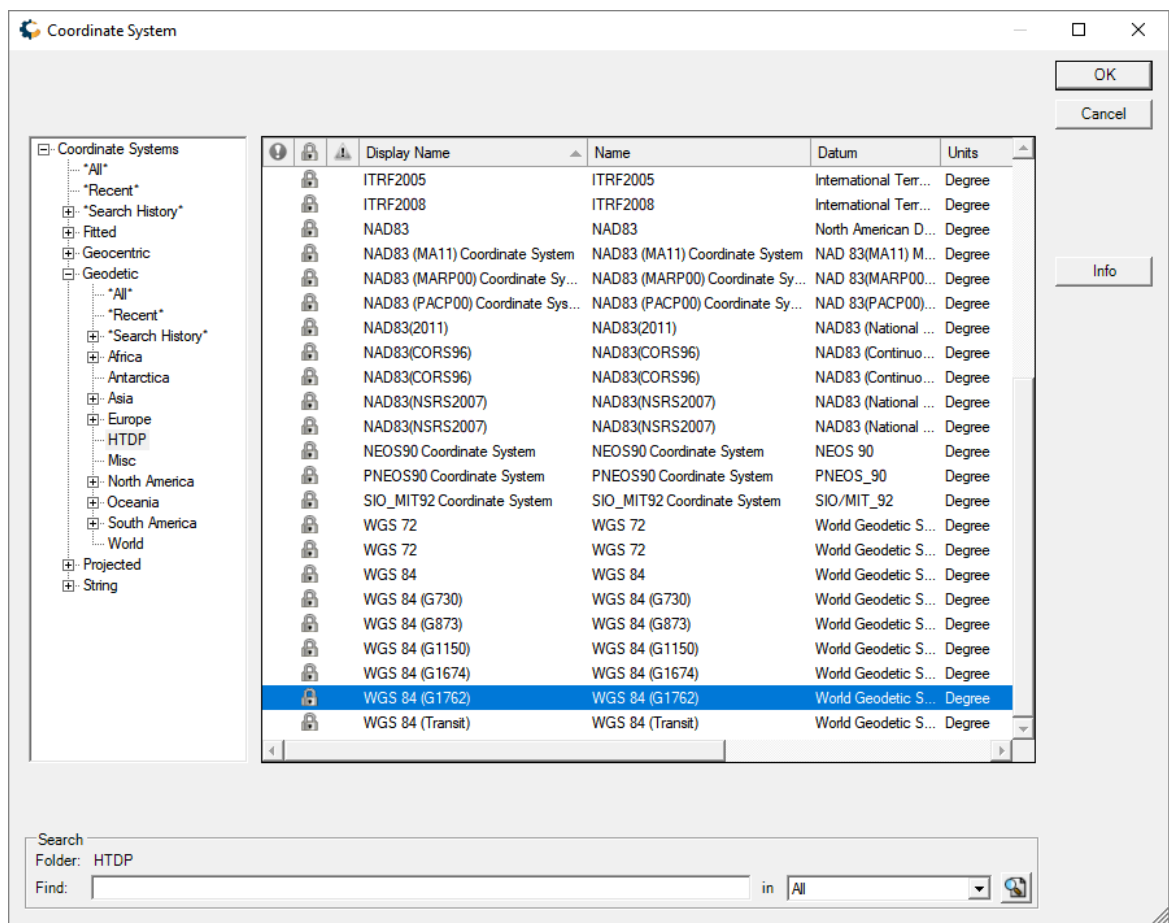 Coordinate System
OK
Cancel
Info
Coordinate Systems
*All*
*Recent*
*Search History*
Fitted
Geocentric
Geodetic
*All*
*Recent*
*Search History*
Africa
Antarctica
Asia
Europe
HTDP
Misc
North America
Oceania
South America
World
Projected
String
Display Name Name Datum Units
ITRF2005 ITRF2005 International Terr... Degree
ITRF2008 ITRF2008 International Terr... Degree
NAD83 NAD83 North American D... Degree
NAD83 (MA11) Coordinate System NAD83 (MA11) Coordinate System NAD 83(MA11) M... Degree
NAD83 (MARP00) Coordinate Sy... NAD83 (MARP00) Coordinate Sy... NAD 83(MARP00... Degree
NAD83 (PACP00) Coordinate Sys... NAD83 (PACP00) Coordinate Sy... NAD 83(PACP00)... Degree
NAD83(2011) NAD83(2011) NAD83 (National ... Degree
NAD83(CORS96) NAD83(CORS96) NAD83 (Continuo... Degree
NAD83(CORS96) NAD83(CORS96) NAD83 (Continuo... Degree
NAD83(NSRS2007) NAD83(NSRS2007) NAD83 (National ... Degree
NAD83(NSRS2007) NAD83(NSRS2007) NAD83 (National ... Degree
NEOS90 Coordinate System NEOS90 Coordinate System NEOS 90 Degree
PNEOS90 Coordinate System PNEOS90 Coordinate System PNEOS_90 Degree
SIO_MIT92 Coordinate System SIO_MIT92 Coordinate System SIO/MIT_92 Degree
WGS 72 WGS 72 World Geodetic S... Degree
WGS 72 WGS 72 World Geodetic S... Degree
WGS 84 WGS 84 World Geodetic S... Degree
WGS 84 (G730) WGS 84 (G730) World Geodetic S... Degree
WGS 84 (G873) WGS 84 (G873) World Geodetic S... Degree
WGS 84 (G1150) WGS 84 (G1150) World Geodetic S... Degree
WGS 84 (G1674) WGS 84 (G1674) World Geodetic S... Degree
WGS 84 (G1762) WGS 84 (G1762) World Geodetic S... Degree
WGS 84 (Transit) WGS 84 (Transit) World Geodetic S... Degree
Search
Folder: HTDP
Find: in All